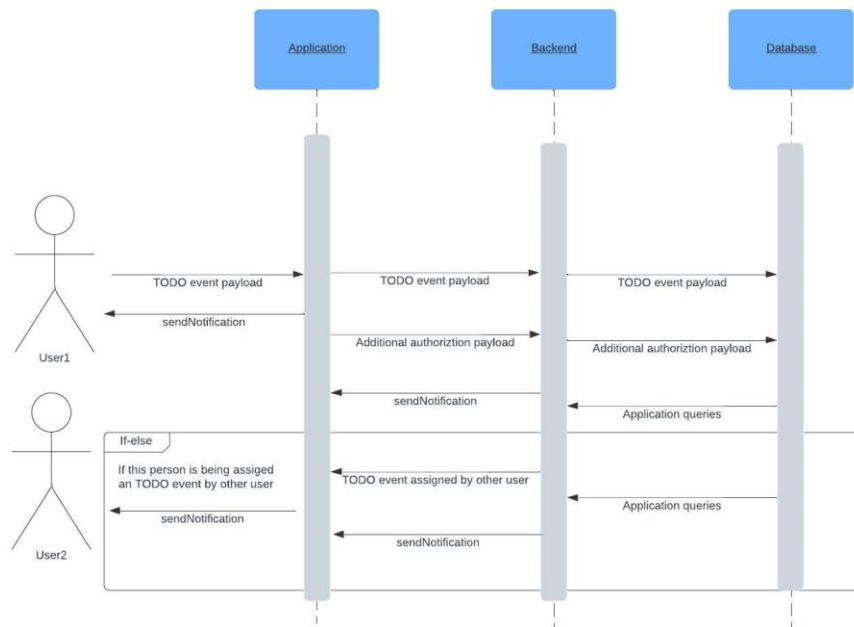 Application
Backend
Database
TODO event payload
TODO event payload
TODO event payload
sendNotification
Additional authoriztion payload
Additional authoriztion payload
User1
sendNotification
Application queries
If-else
If this person is being assiged
an TODO event by other user
TODO event assigned by other user
Application queries
sendNotification
sendNotification
User2